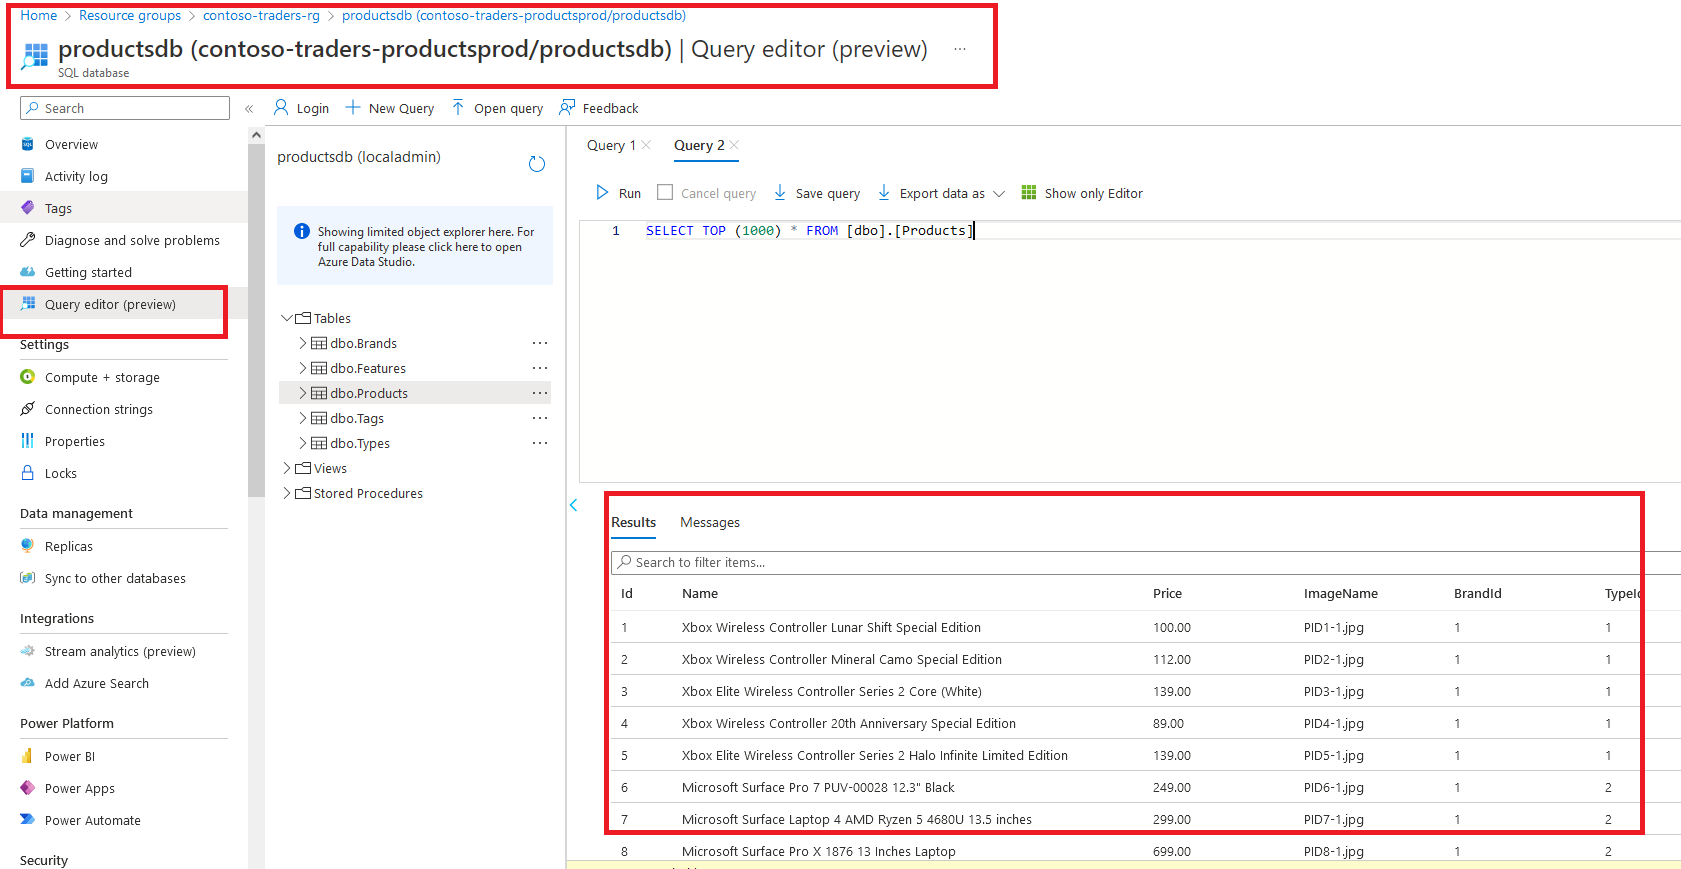 Home > Resource groups > contoso-traders-rg > productsdb (contoso-traders-productsprod/productsdb)
productsdb (contoso-traders-productsprod/productsdb) | Query editor (preview) ...
SQL database
Search
«
Login
New Query
Open query
Feedback
Overview
Activity log
Tags
Diagnose and solve problems
Getting started
Query editor (preview)
Settings
Compute + storage
Connection strings
Properties
Locks
Data management
Replicas
Sync to other databases
Integrations
Stream analytics (preview)
Add Azure Search
Power Platform
Power BI
Power Apps
Power Automate
Security
productsdb (localadmin)
Showing limited object explorer here. For
full capability please click here to open
Azure Data Studio.
Tables
dbo.Brands ...
dbo.Features ...
dbo.Products ...
dbo.Tags ...
dbo.Types ...
Views
Stored Procedures
Query 1 × Query 2 ×
Run Cancel query Save query Export data as Show only Editor
1 SELECT TOP (1000) * FROM [dbo].[Products]
Results Messages
Search to filter items...
Id Name Price ImageName BrandId TypeId
1 Xbox Wireless Controller Lunar Shift Special Edition 100.00 PID1-1.jpg 1 1
2 Xbox Wireless Controller Mineral Camo Special Edition 112.00 PID2-1.jpg 1 1
3 Xbox Elite Wireless Controller Series 2 Core (White) 139.00 PID3-1.jpg 1 1
4 Xbox Wireless Controller 20th Anniversary Special Edition 89.00 PID4-1.jpg 1 1
5 Xbox Elite Wireless Controller Series 2 Halo Infinite Limited Edition 139.00 PID5-1.jpg 1 1
6 Microsoft Surface Pro 7 PUV-00028 12.3" Black 249.00 PID6-1.jpg 1 2
7 Microsoft Surface Laptop 4 AMD Ryzen 5 4680U 13.5 inches 299.00 PID7-1.jpg 1 2
8 Microsoft Surface Pro X 1876 13 Inches Laptop 699.00 PID8-1.jpg 1 2